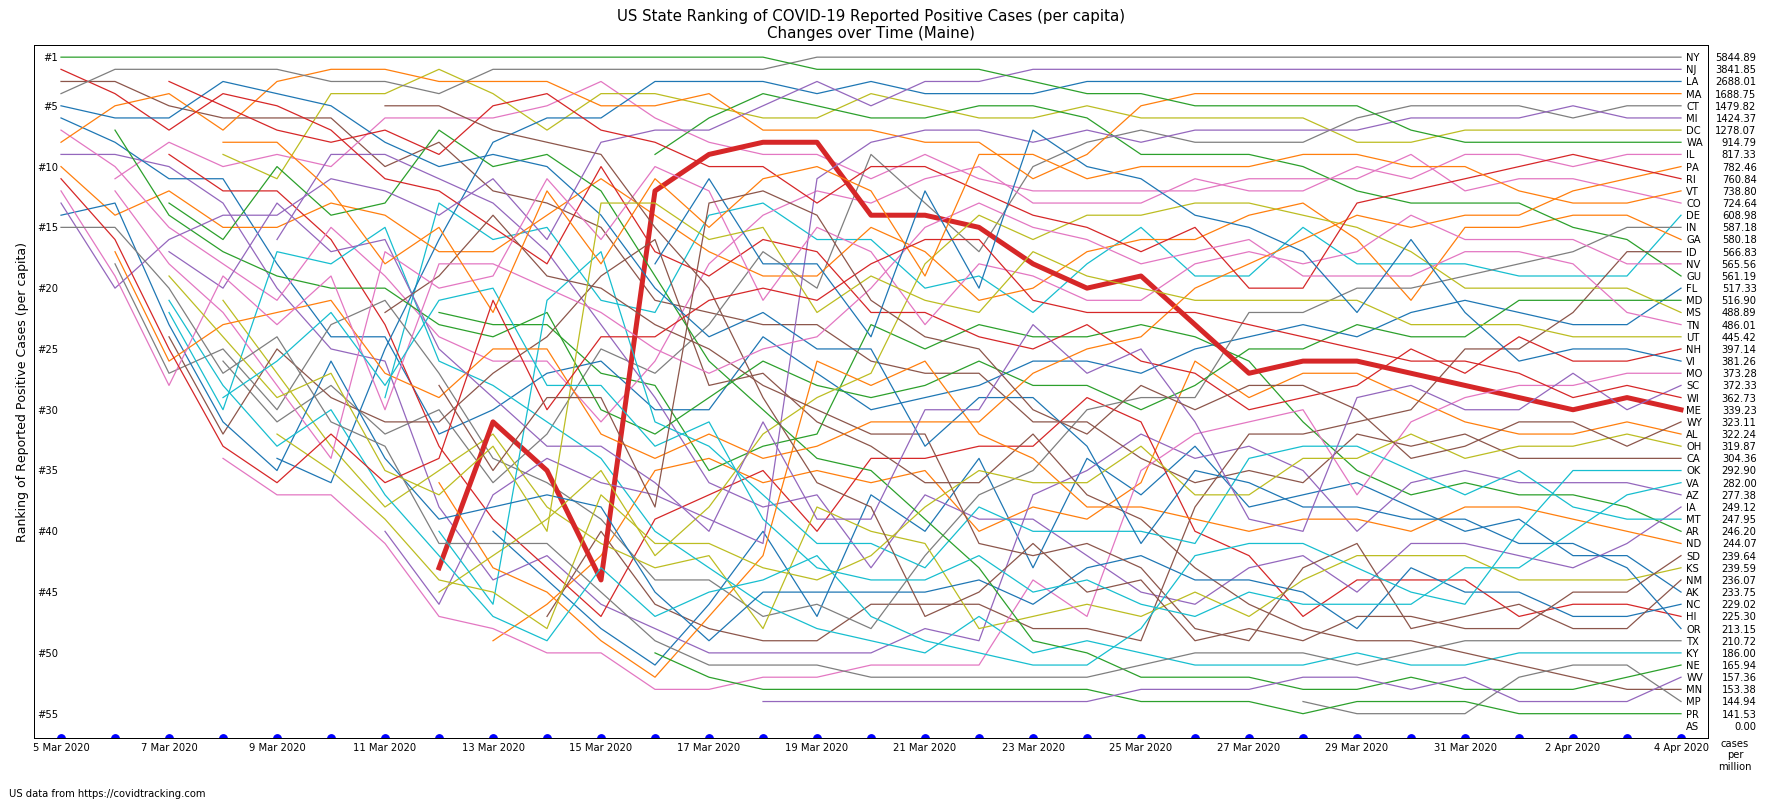 US State Ranking of COVID-19 Reported Positive Cases (per capita)
Changes over Time (Maine)
Ranking of Reported Positive Cases (per capita)
#1
#5
#10
#15
#20
#25
#30
#35
#40
#45
#50
#55
NY 5844.89
NJ 3841.85
LA 2688.01
MA 1688.75
CT 1479.82
MI 1424.37
DC 1278.07
WA 914.79
IL 817.33
PA 782.46
RI 760.84
VT 738.80
CO 724.64
DE 608.98
IN 587.18
GA 580.18
ID 566.83
NV 565.56
GU 561.19
FL 517.33
MD 516.90
MS 488.89
TN 486.01
UT 445.42
NH 397.14
VI 381.26
MO 373.28
SC 372.33
WI 362.73
ME 339.23
WY 323.11
AL 322.24
OH 319.87
CA 304.36
OK 292.90
VA 282.00
AZ 277.38
IA 249.12
MT 247.95
AR 246.20
ND 244.07
SD 239.64
KS 239.59
NM 236.07
AK 233.75
NC 229.02
HI 225.30
OR 213.15
TX 210.72
KY 186.00
NE 165.94
WV 157.36
MN 153.38
MP 144.94
PR 141.53
AS 0.00
5 Mar 2020
7 Mar 2020
9 Mar 2020
11 Mar 2020
13 Mar 2020
15 Mar 2020
17 Mar 2020
19 Mar 2020
21 Mar 2020
23 Mar 2020
25 Mar 2020
27 Mar 2020
29 Mar 2020
31 Mar 2020
2 Apr 2020
4 Apr 2020
cases
per
million
US data from https://covidtracking.com